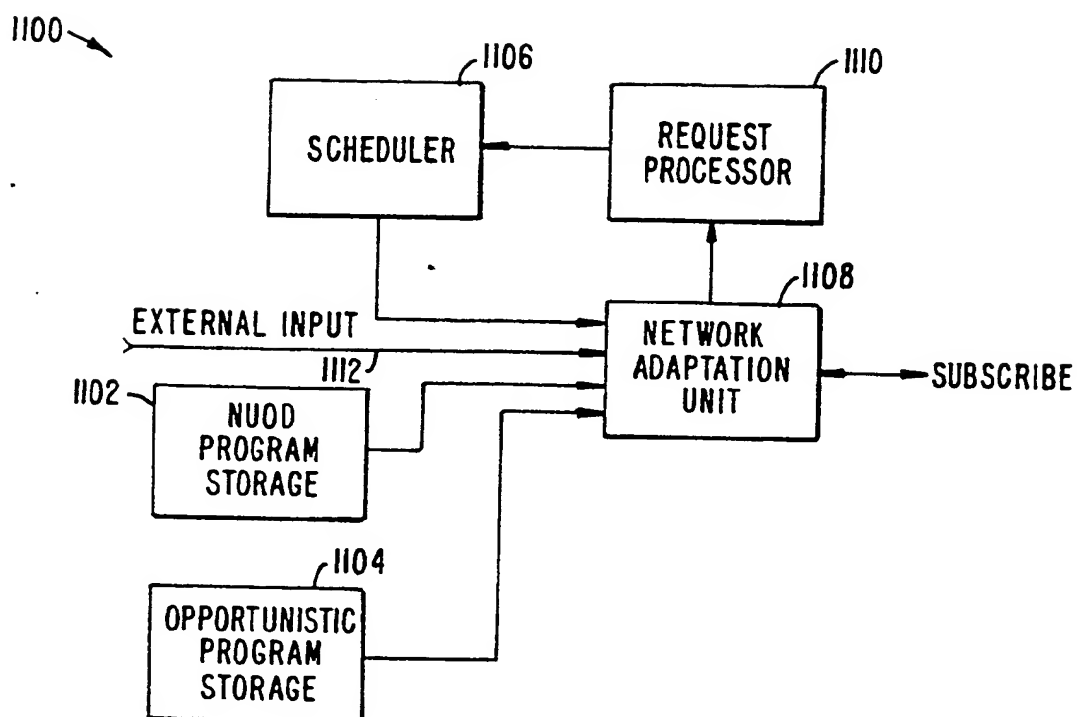 1100
1106
SCHEDULER
1110
REQUEST
PROCESSOR
1108
NETWORK
ADAPTATION
UNIT
SUBSCRIBE
EXTERNAL INPUT
1112
1102
NUOD
PROGRAM
STORAGE
1104
OPPORTUNISTIC
PROGRAM
STORAGE